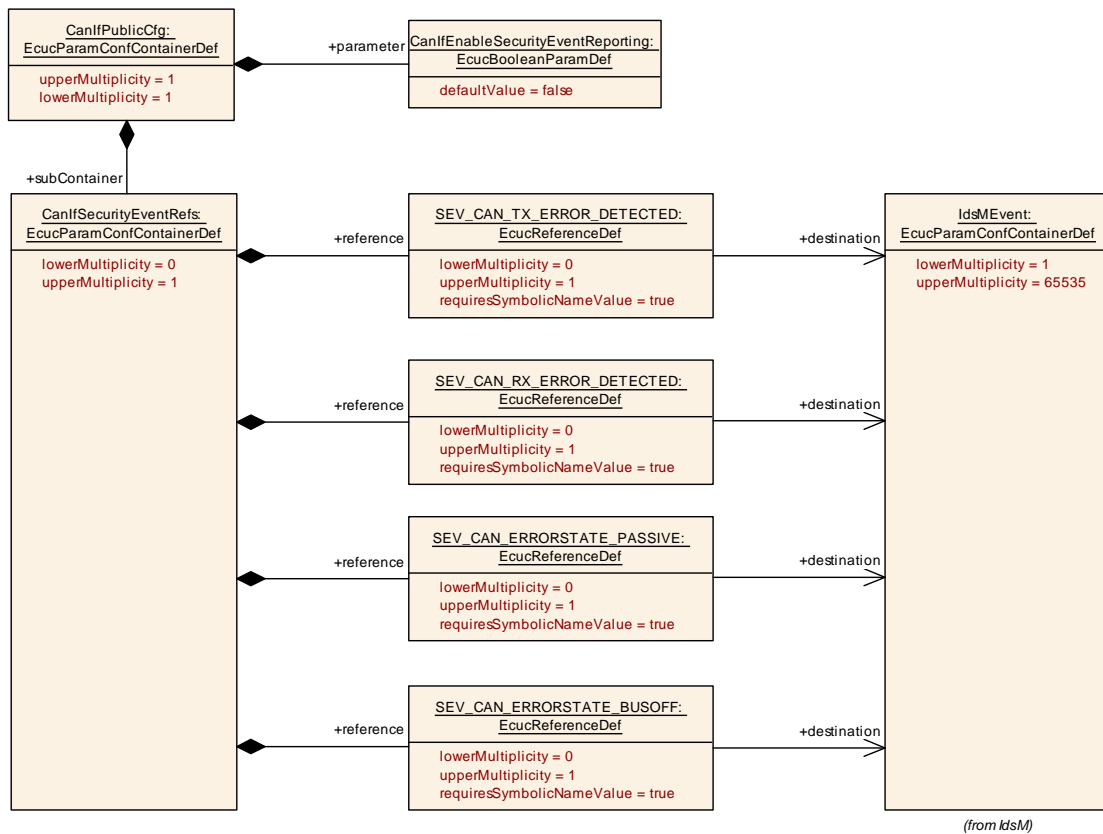 CanIfPublicCfg:
EcucParamConfContainerDef
upperMultiplicity = 1
lowerMultiplicity = 1
+parameter
CanIfEnableSecurityEventReporting:
EcucBooleanParamDef
defaultValue = false
+subContainer
CanIfSecurityEventRefs:
EcucParamConfContainerDef
lowerMultiplicity = 0
upperMultiplicity = 1
+reference
SEV_CAN_TX_ERROR_DETECTED:
EcucReferenceDef
lowerMultiplicity = 0
upperMultiplicity = 1
requiresSymbolicNameValue = true
+destination
IdsMEvent:
EcucParamConfContainerDef
lowerMultiplicity = 1
upperMultiplicity = 65535
+reference
SEV_CAN_RX_ERROR_DETECTED:
EcucReferenceDef
lowerMultiplicity = 0
upperMultiplicity = 1
requiresSymbolicNameValue = true
+destination
+reference
SEV_CAN_ERRORSTATE_PASSIVE:
EcucReferenceDef
lowerMultiplicity = 0
upperMultiplicity = 1
requiresSymbolicNameValue = true
+destination
+reference
SEV_CAN_ERRORSTATE_BUSOFF:
EcucReferenceDef
lowerMultiplicity = 0
upperMultiplicity = 1
requiresSymbolicNameValue = true
+destination
(from IdsM)